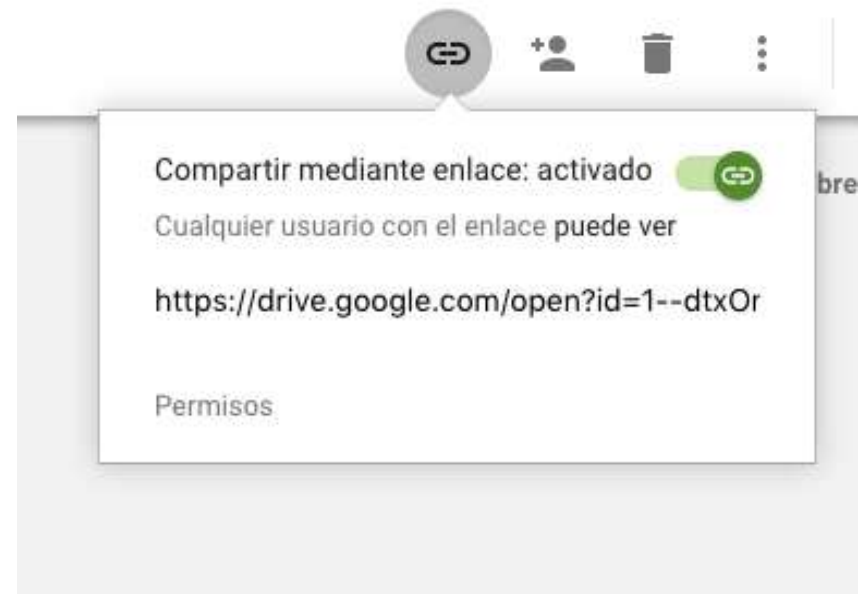 Compartir mediante enlace: activado
bre
Cualquier usuario con el enlace puede ver
https://drive.google.com/open?id=1--dtxOr
Permisos